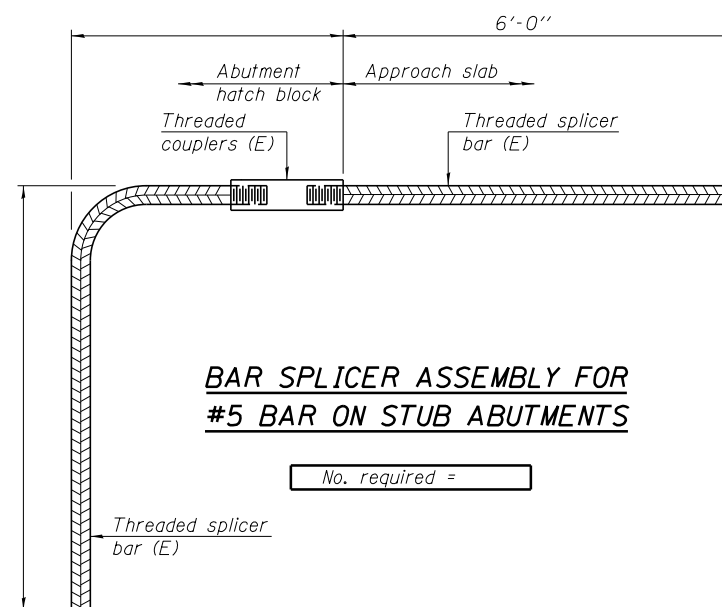 6'-0"
Abutment
hatch block
Approach slab
Threaded
couplers (E)
Threaded splicer
bar (E)
BAR SPLICER ASSEMBLY FOR
#5 BAR ON STUB ABUTMENTS
No. required =
Threaded splicer
bar (E)